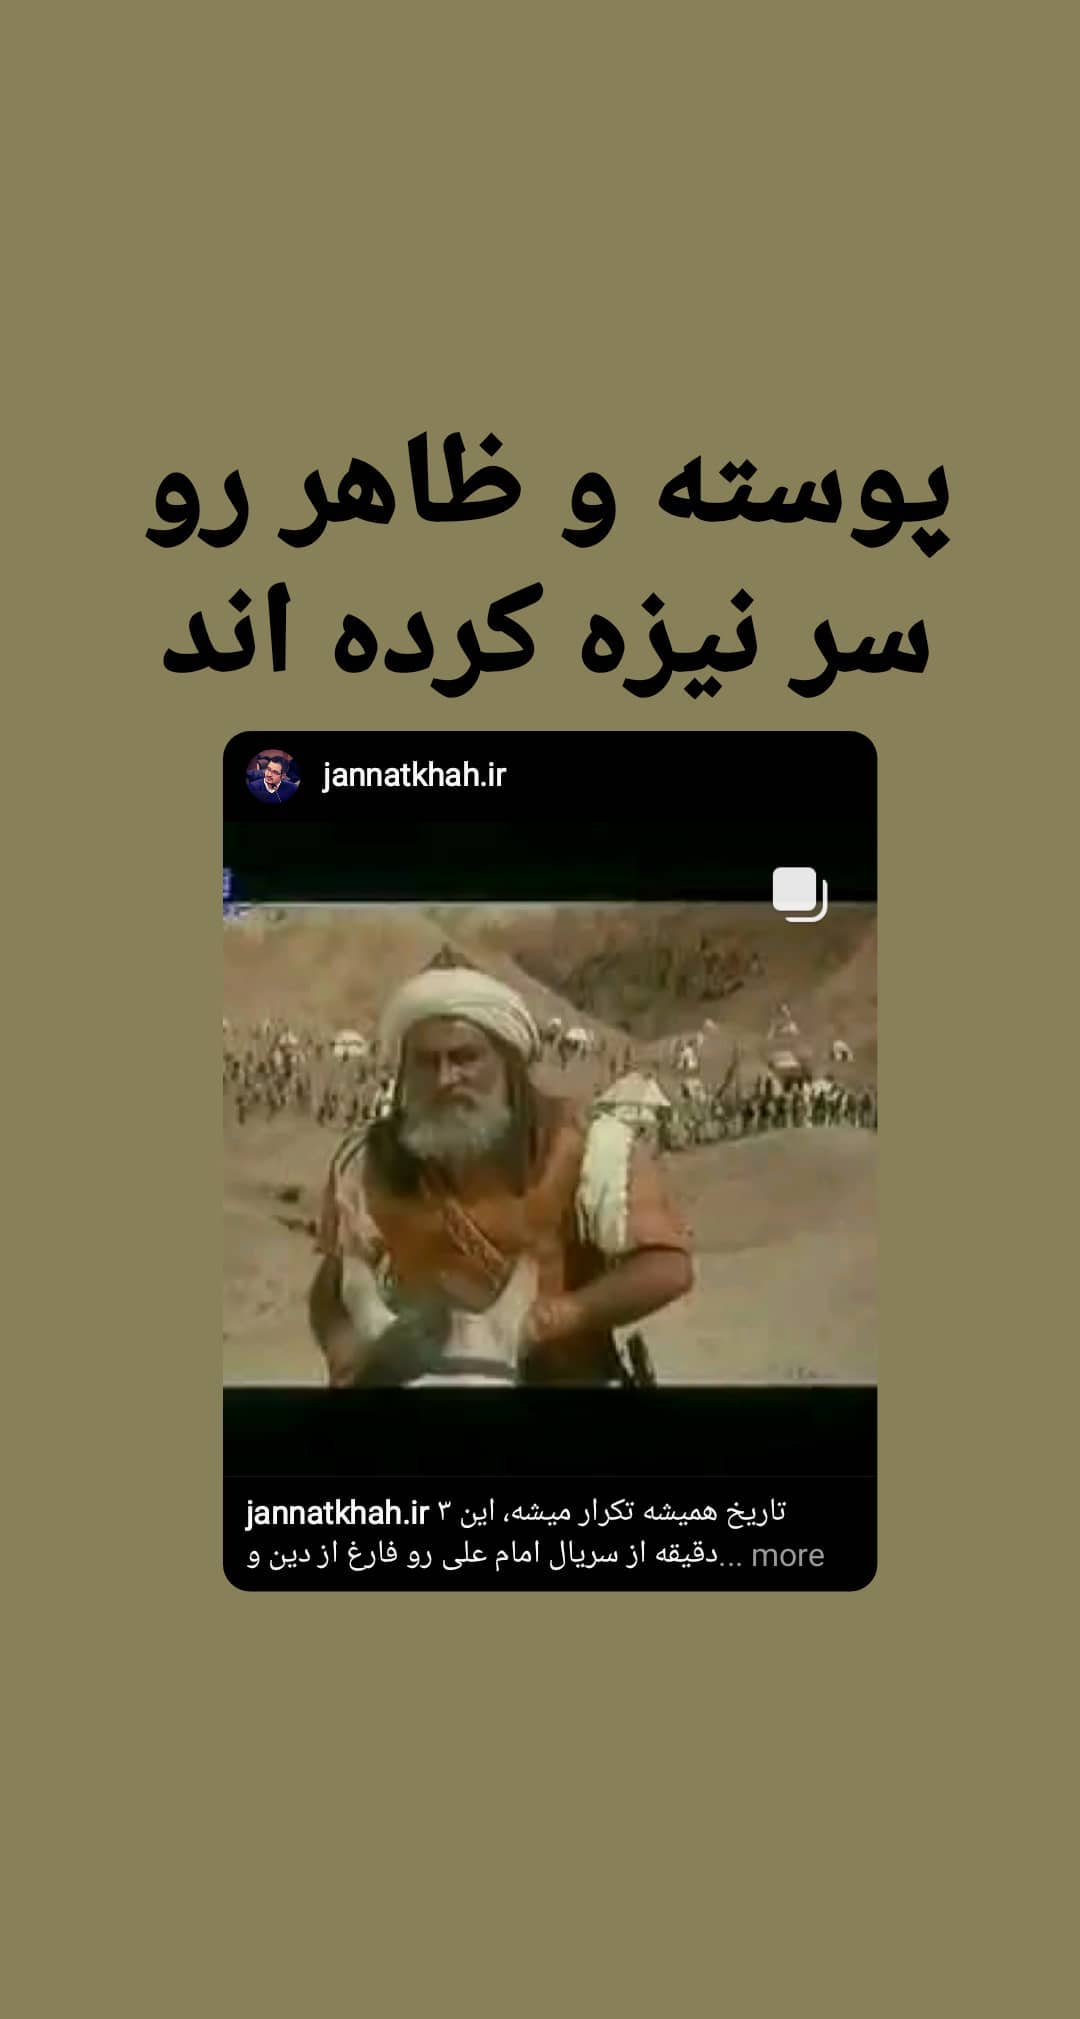 پوسته و ظاهر رو
سر نیزه کرده اند
jannatkhah.ir
jannatkhah.ir تاریخ همیشه تکرار میشه، این ۳
دقیقه از سریال امام علی رو فارغ از دین و... more